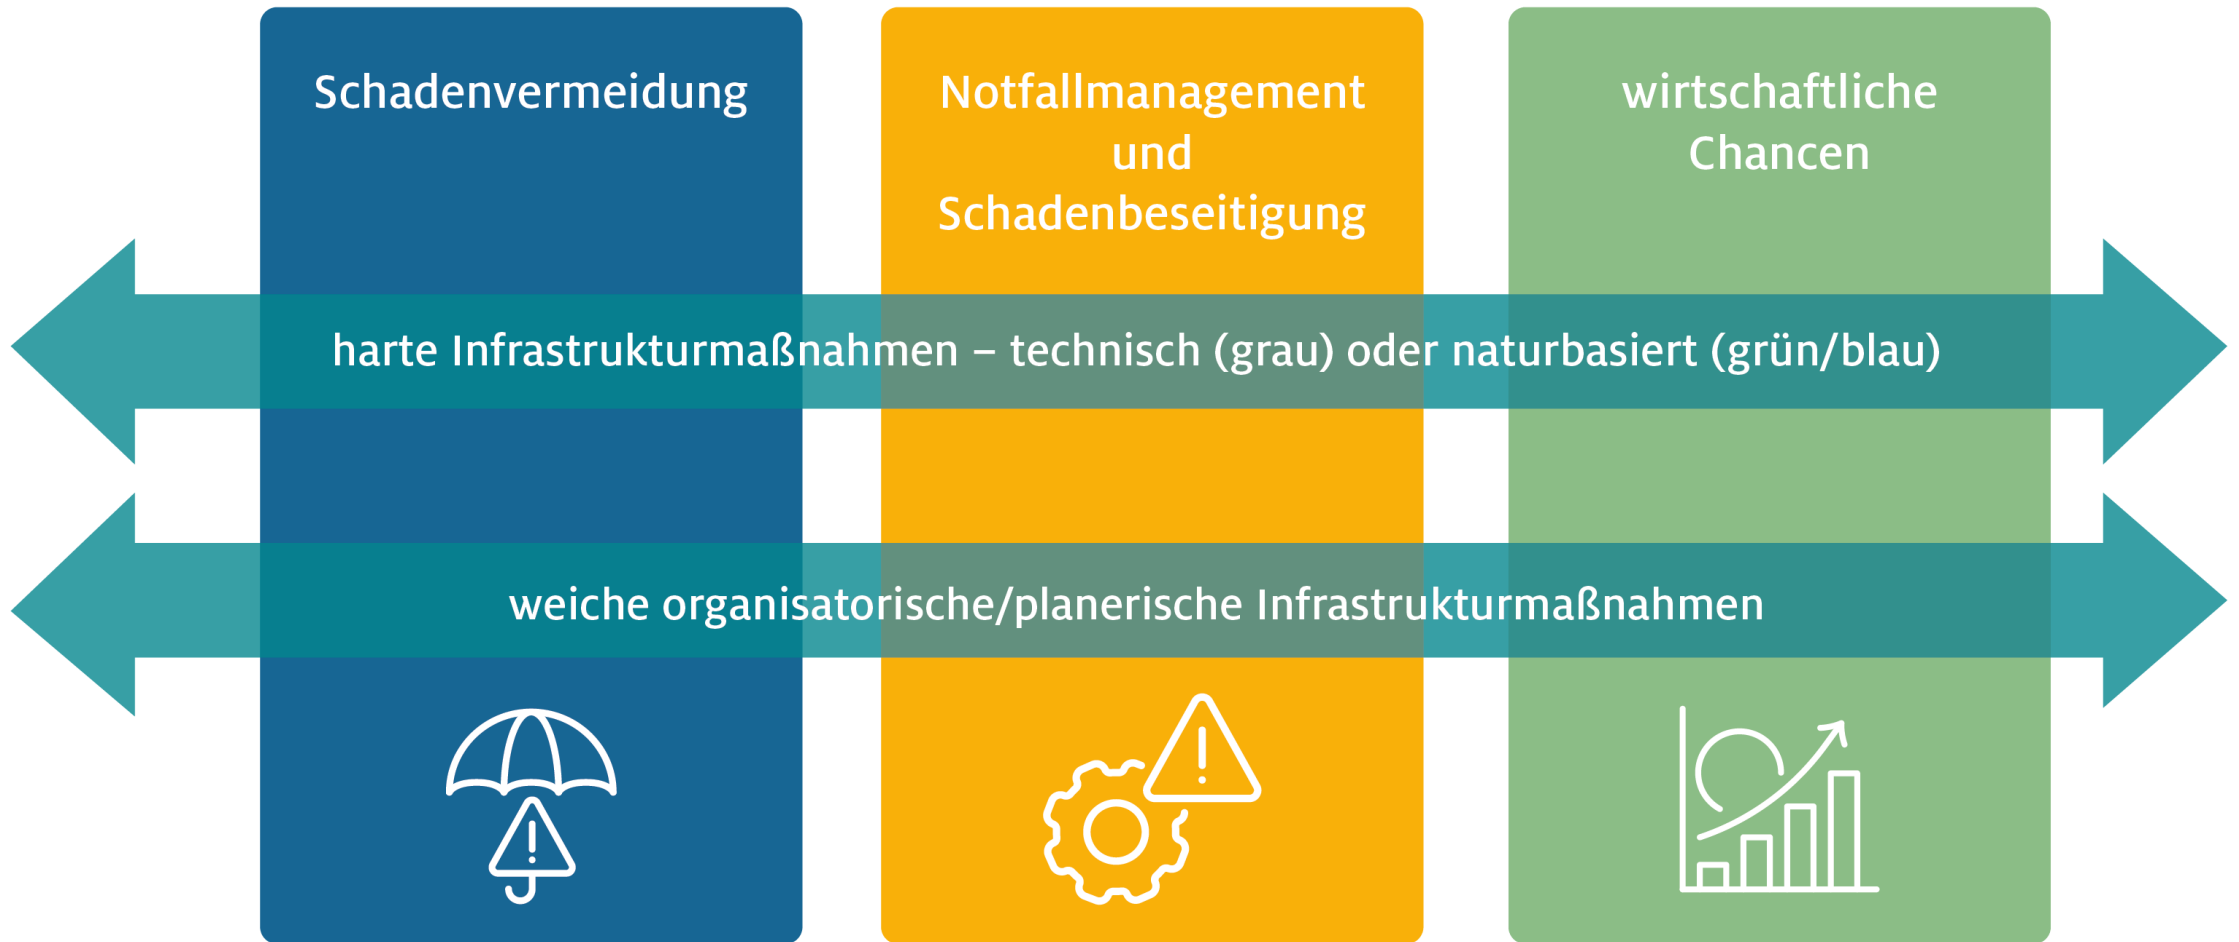 Schadenvermeidung
Notfallmanagement
und
Schadenbeseitigung
wirtschaftliche
Chancen
harte Infrastrukturmaßnahmen – technisch (grau) oder naturbasiert (grün/blau)
weiche organisatorische/planerische Infrastrukturmaßnahmen